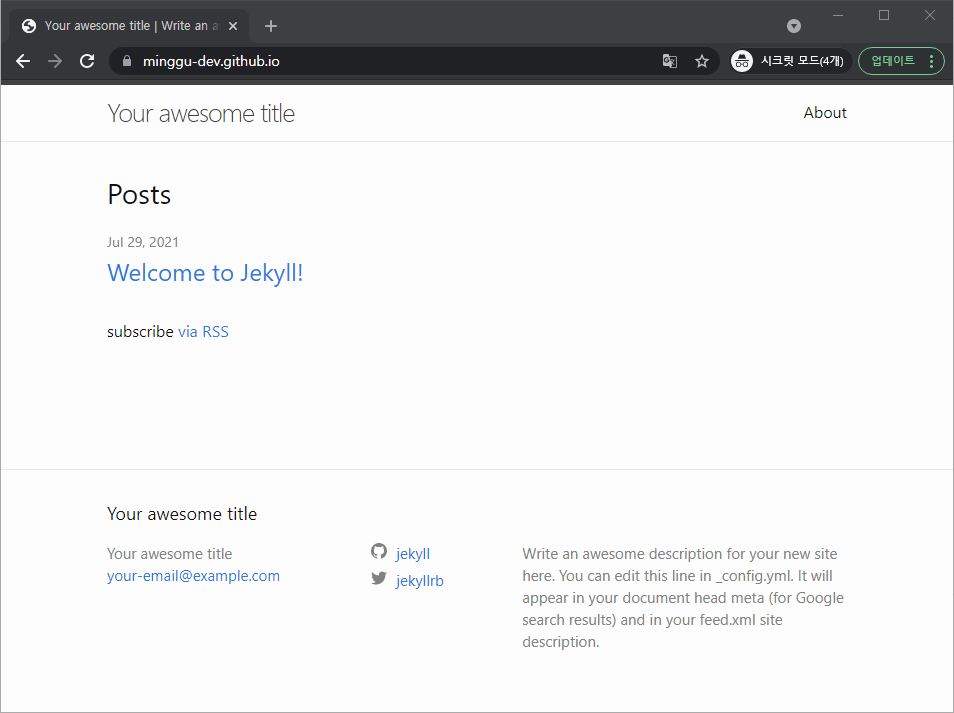 Your awesome title | Write an a
minggu-dev.github.io
시크릿 모드(4개)
업데이트
Your awesome title
About
Posts
Jul 29, 2021
Welcome to Jekyll!
subscribe via RSS
Your awesome title
Your awesome title
your-email@example.com
jekyll
jekyllrb
Write an awesome description for your new site
here. You can edit this line in _config.yml. It will
appear in your document head meta (for Google
search results) and in your feed.xml site
description.